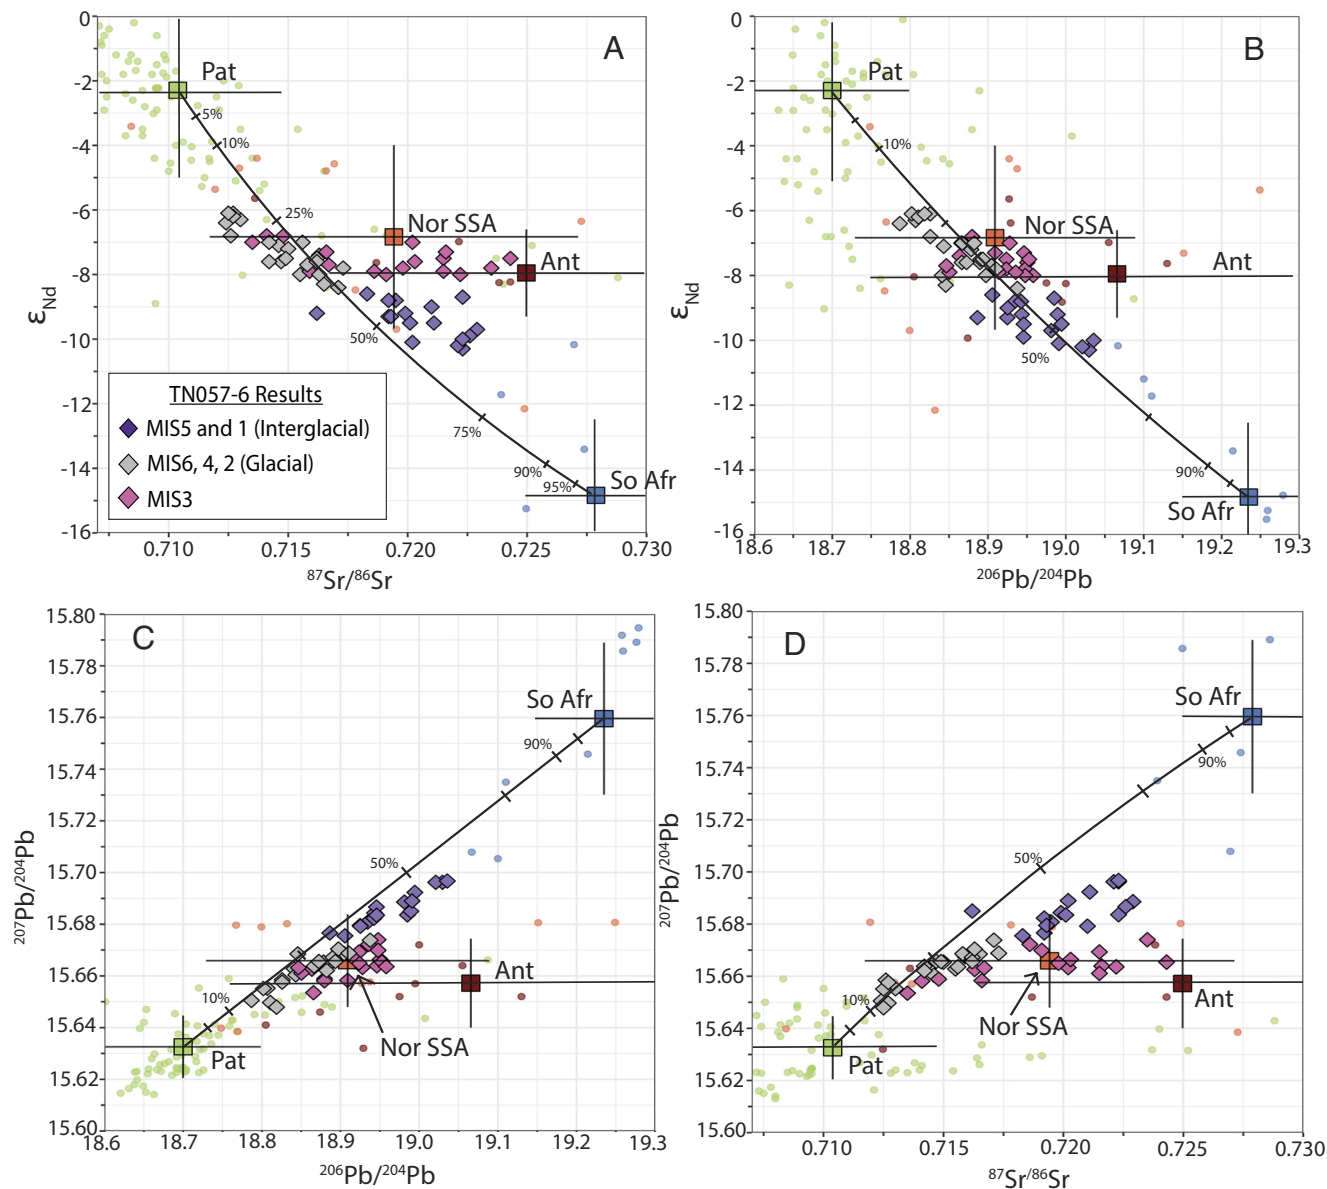 A
0
-2
-4
-6
-8
-10
-12
-14
-16
εNd
Pat
5%
10%
25%
Nor SSA
Ant
50%
75%
90%
95%
So Afr
TN057-6 Results
MIS5 and 1 (Interglacial)
MIS6, 4, 2 (Glacial)
MIS3
0.710 0.715 0.720 0.725 0.730
87Sr/86Sr
B
0
-2
-4
-6
-8
-10
-12
-14
-16
εNd
Pat
10%
Nor SSA
Ant
50%
90%
So Afr
18.6 18.7 18.8 18.9 19.0 19.1 19.2 19.3
206Pb/204Pb
C
15.80
15.78
15.76
15.74
15.72
15.70
15.68
15.66
15.64
15.62
15.60
207Pb/204Pb
So Afr
90%
50%
10%
Ant
Nor SSA
Pat
18.6 18.7 18.8 18.9 19.0 19.1 19.2 19.3
206Pb/204Pb
D
15.80
15.78
15.76
15.74
15.72
15.70
15.68
15.66
15.64
15.62
15.60
207Pb/204Pb
So Afr
90%
50%
10%
Ant
Nor SSA
Pat
0.710 0.715 0.720 0.725 0.730
87Sr/86Sr